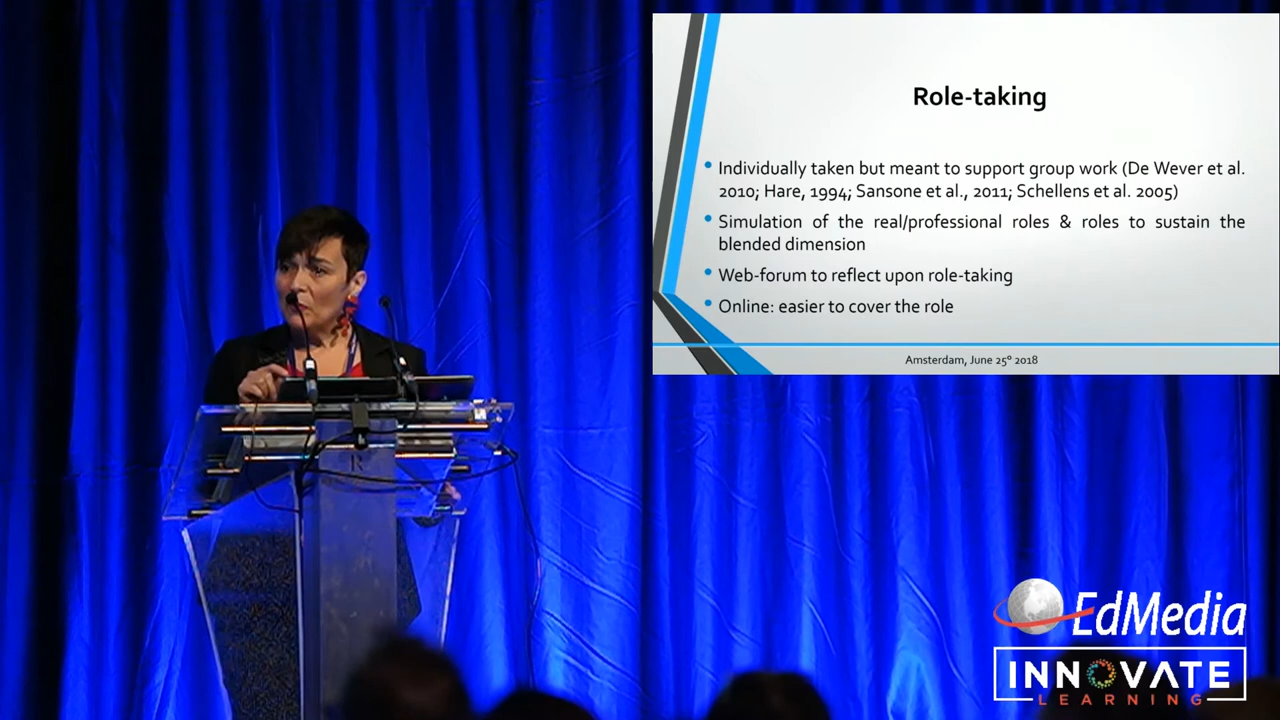 Role-taking
Individually taken but meant to support group work (De Wever et al.
2010; Hare, 1994; Sansone et al., 2011; Schellens et al. 2005)
Simulation of the real/professional roles & roles to sustain the
blended dimension
Web-forum to reflect upon role-taking
Online: easier to cover the role
Amsterdam, June 25º 2018
R
EdMedia
INNOVATE
LEARNING